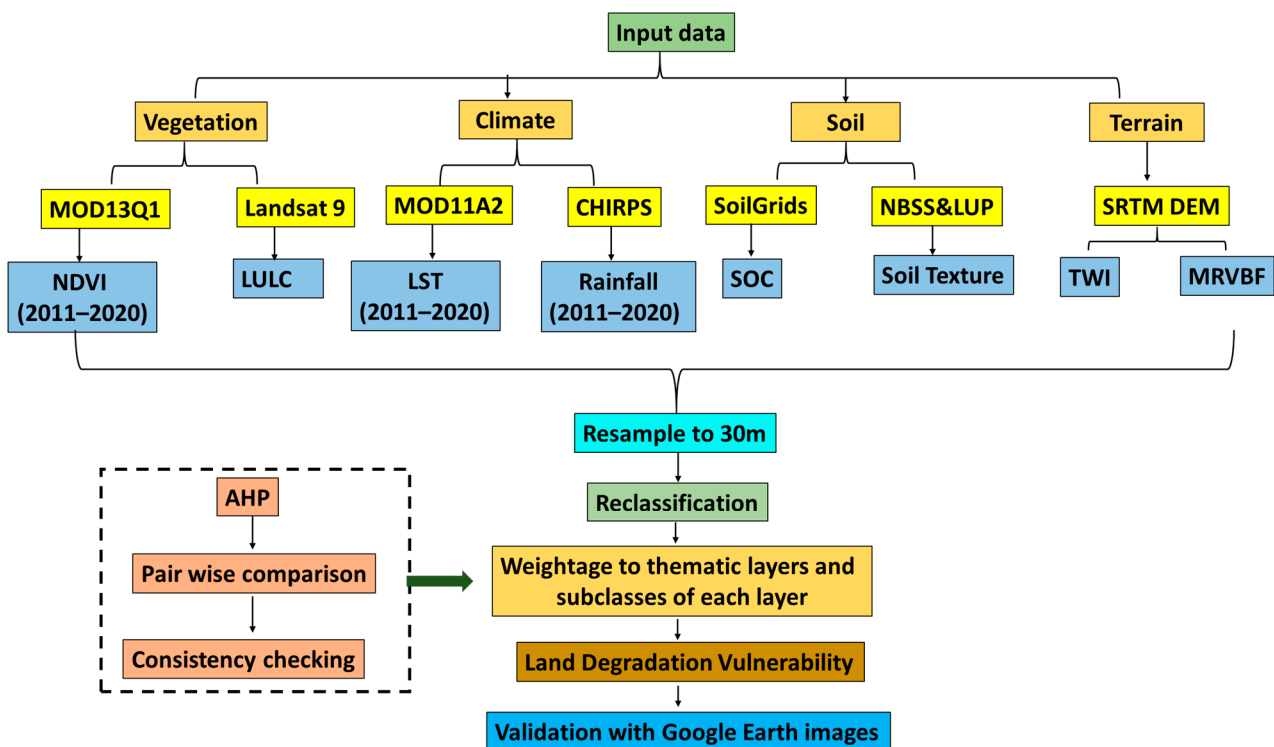 Input data
Vegetation
Climate
Soil
Terrain
MOD13Q1
Landsat 9
MOD11A2
CHIRPS
SoilGrids
NBSS&LUP
SRTM DEM
NDVI
(2011–2020)
LULC
LST
(2011–2020)
Rainfall
(2011–2020)
SOC
Soil Texture
TWI
MRVBF
Resample to 30m
Reclassification
AHP
Pair wise comparison
Consistency checking
Weightage to thematic layers and
subclasses of each layer
Land Degradation Vulnerability
Validation with Google Earth images